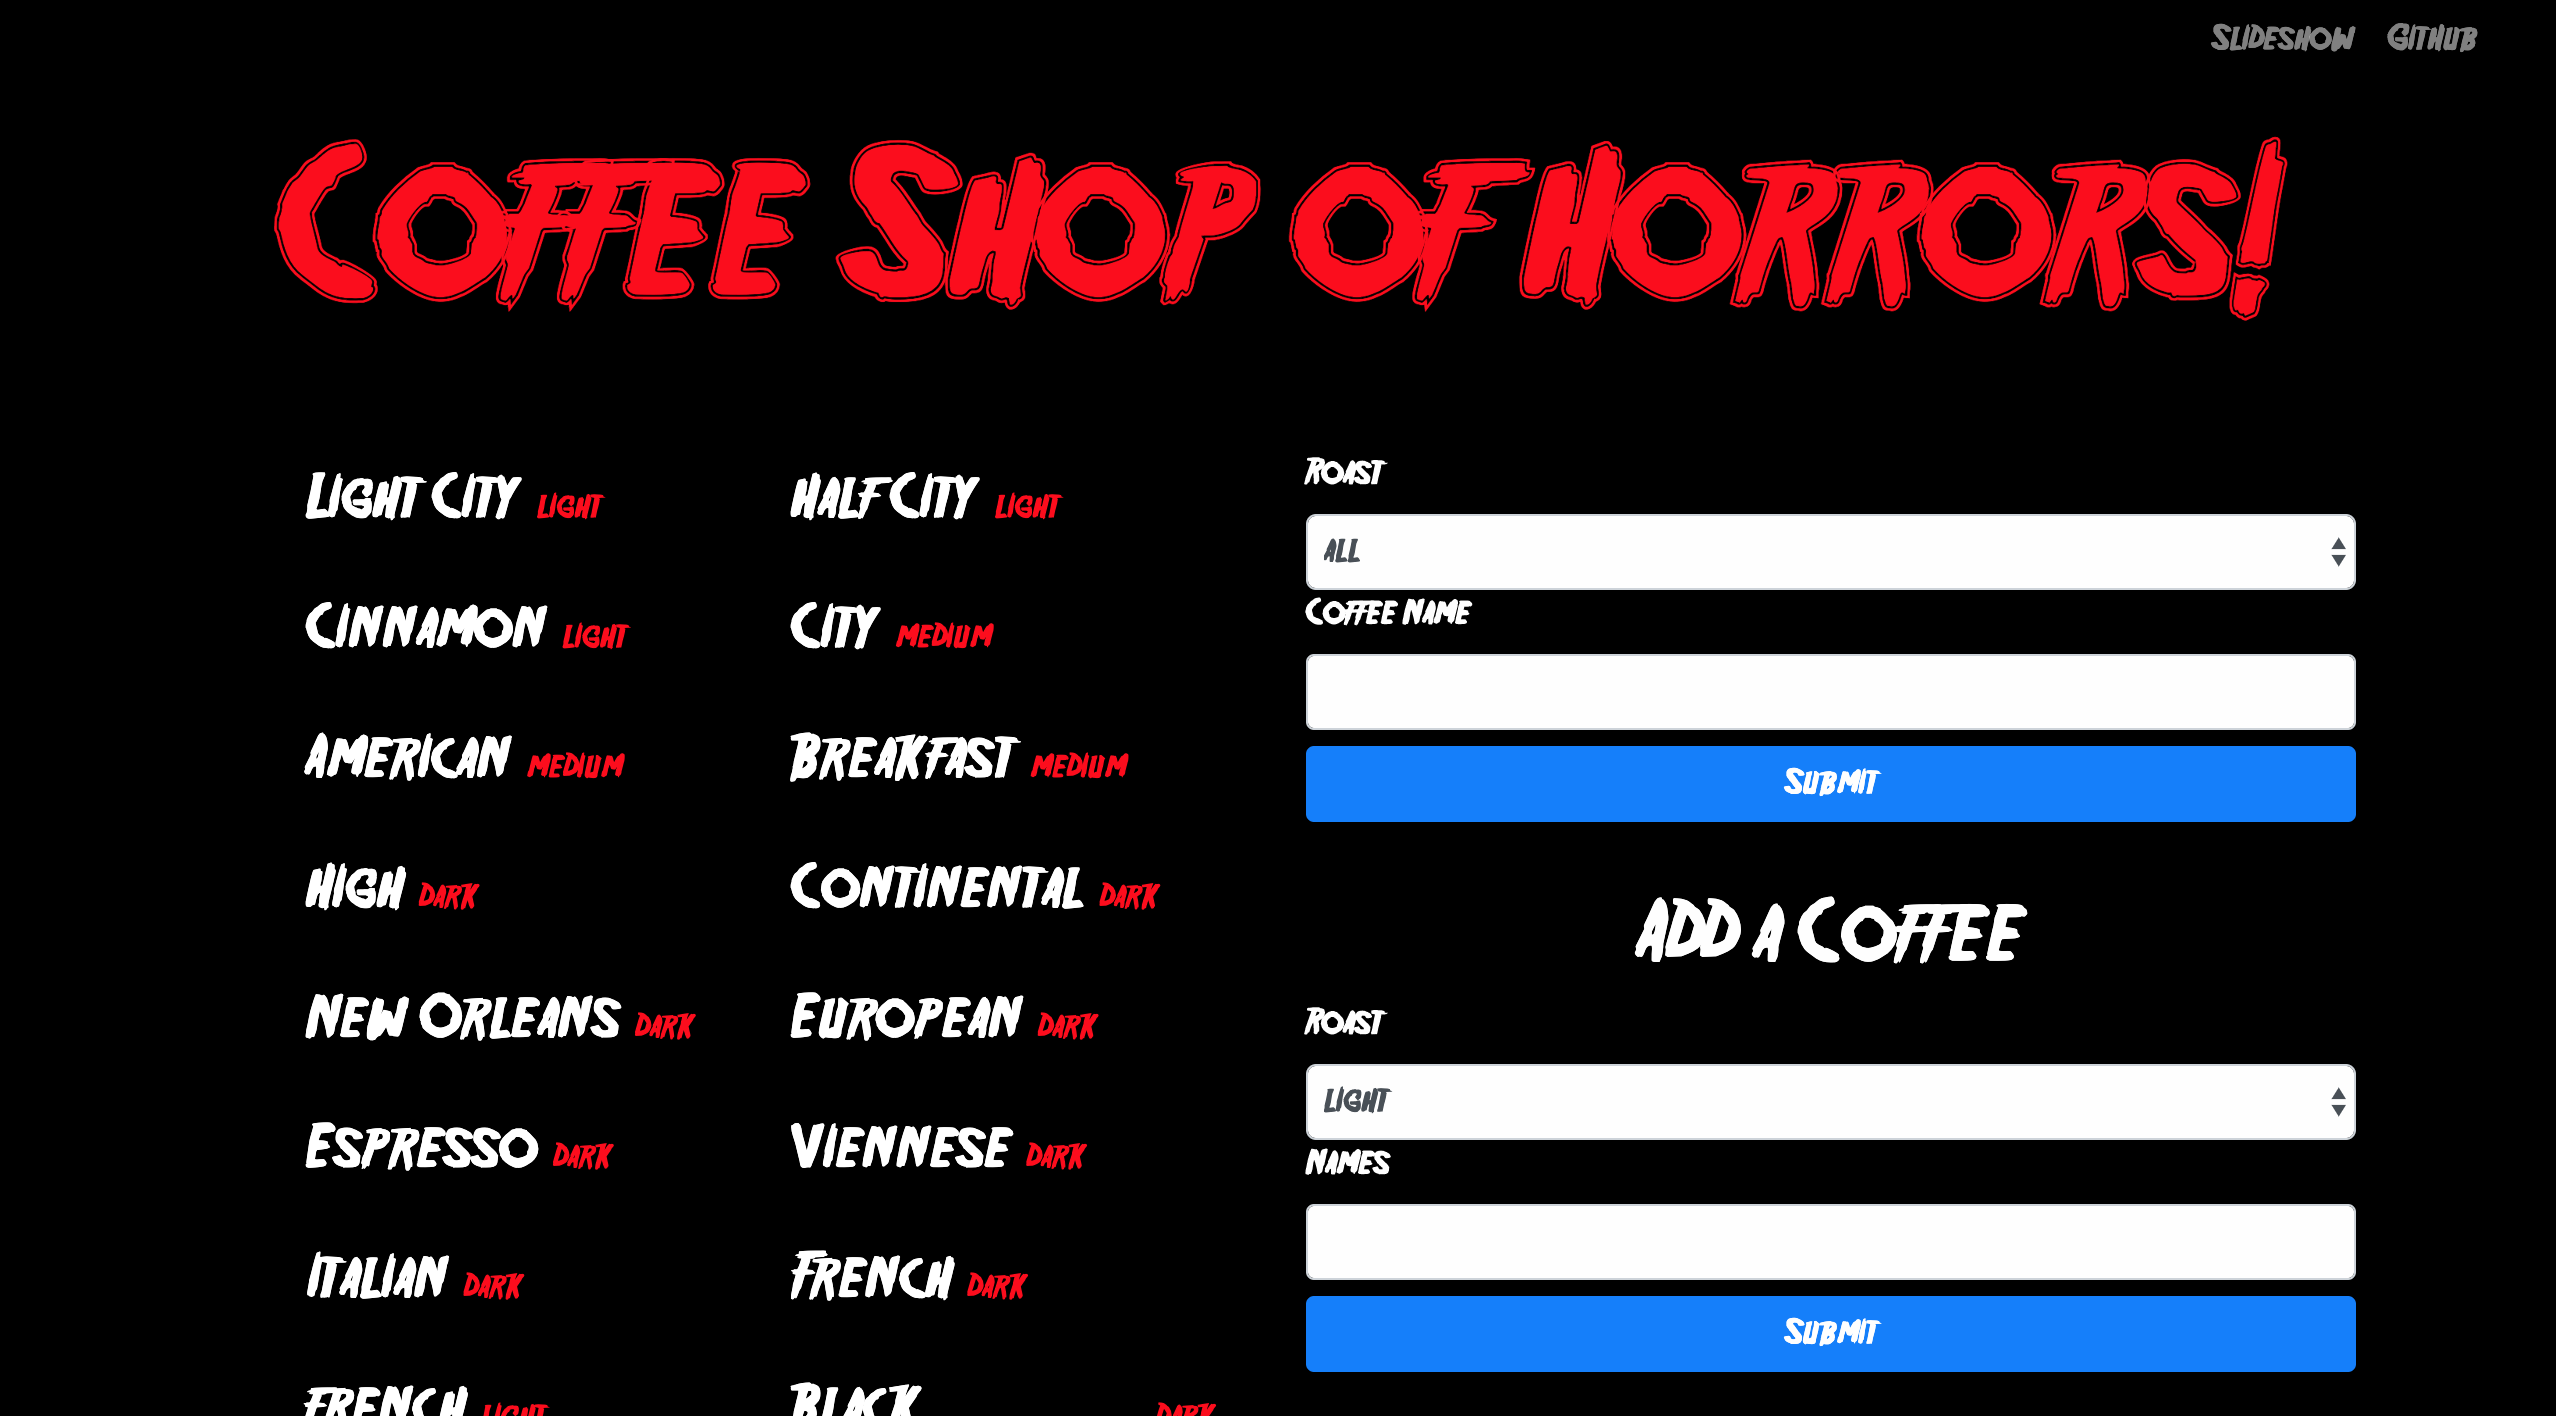 Slideshow Github
Coffee Shop of Horrors!
Light City light
Half City light
Cinnamon light
City medium
American medium
Breakfast medium
High dark
Continental dark
New Orleans dark
European dark
Espresso dark
Viennese dark
Italian dark
French dark
french light
Black dark
Roast
All
Coffee Name
Submit
Add a Coffee
Roast
Light
Names
Submit